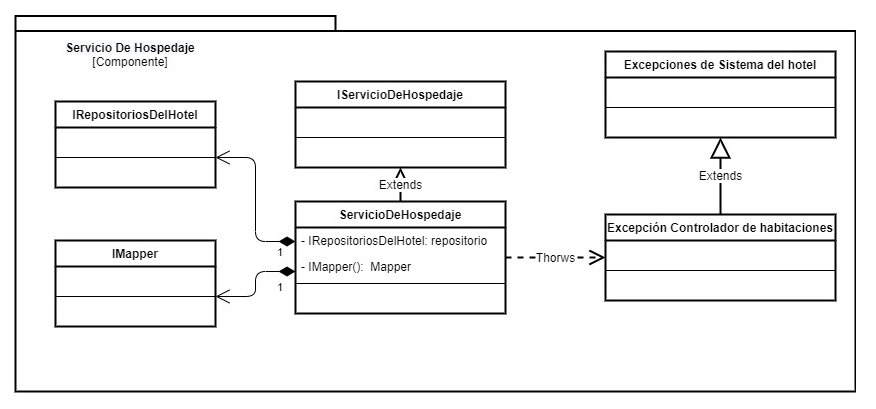 Servicio De Hospedaje
[Componente]
IRepositoriosDelHotel
IMapper
IServicioDeHospedaje
Extends
ServicioDeHospedaje
- IRepositoriosDelHotel: repositorio
- IMapper(): Mapper
1
1
Thorws
Excepciones de Sistema del hotel
Extends
Excepción Controlador de habitaciones